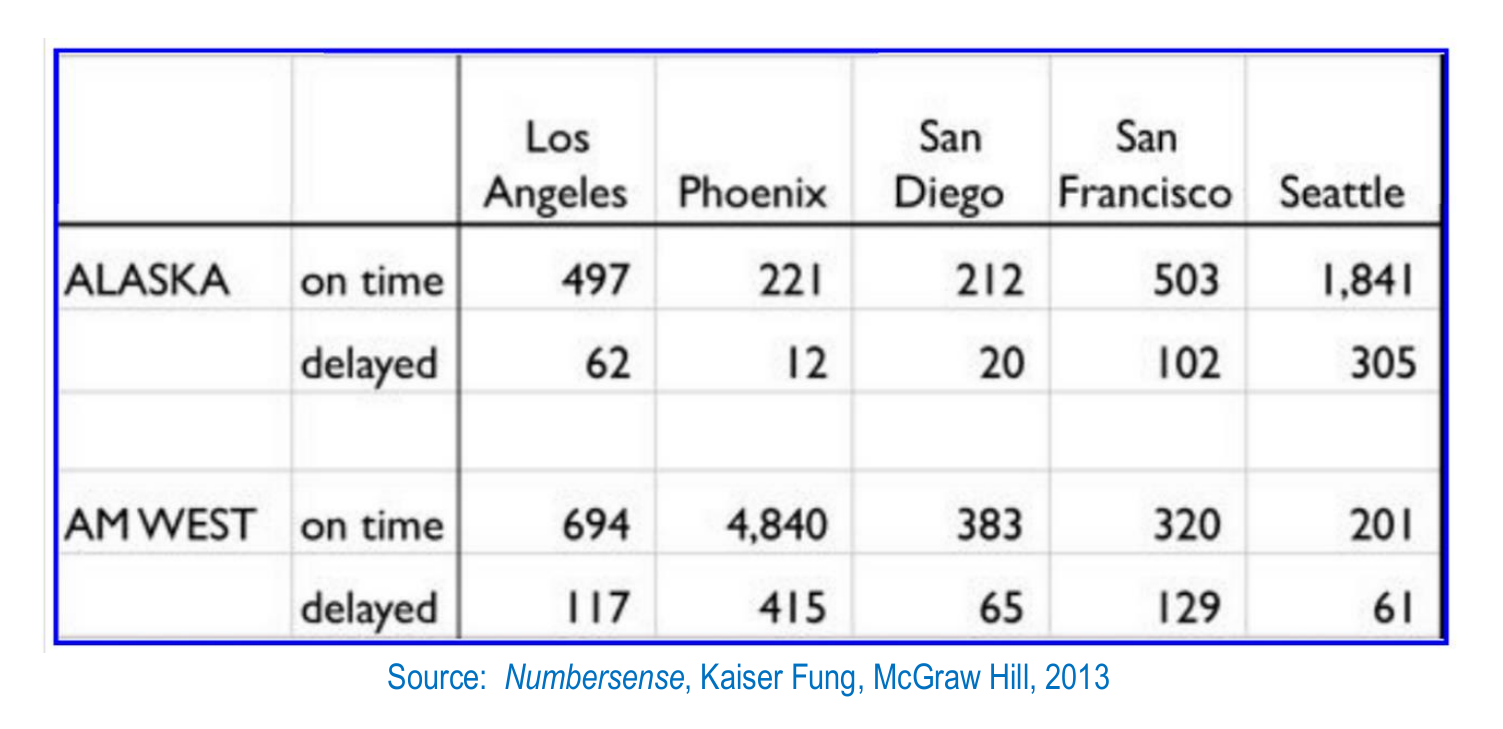 Los San San
Angeles Phoenix Diego Francisco Seattle
ALASKA on time 497 221 212 503 1,841
delayed 62 12 20 102 305
AM WEST on time 694 4,840 383 320 201
delayed 117 415 65 129 61
Source: Numbersense, Kaiser Fung, McGraw Hill, 2013